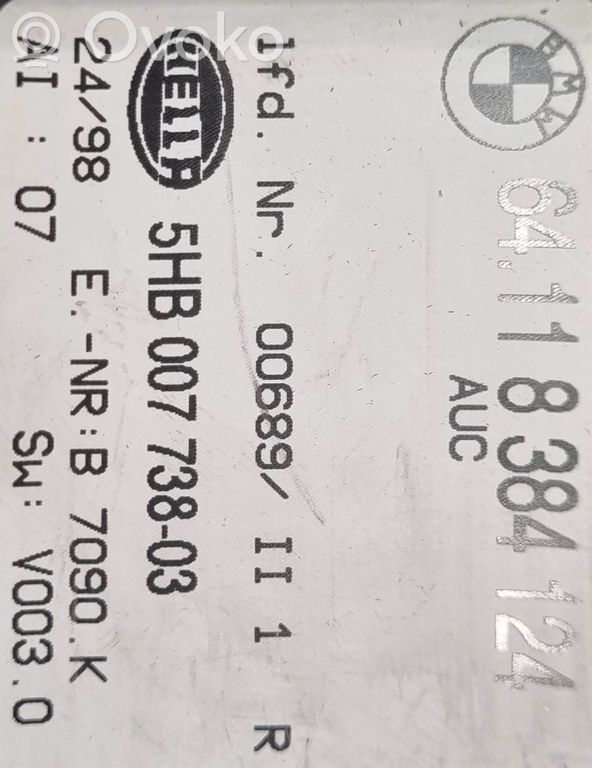 BMW 64.11 8 384 124
AUC
lfd. Nr. 00689/ II 1 R
HELLA 5HB 007 738-03
24/98 E.-NR:B 7090.K
AI : 07 SW: V003.0
Ovoko